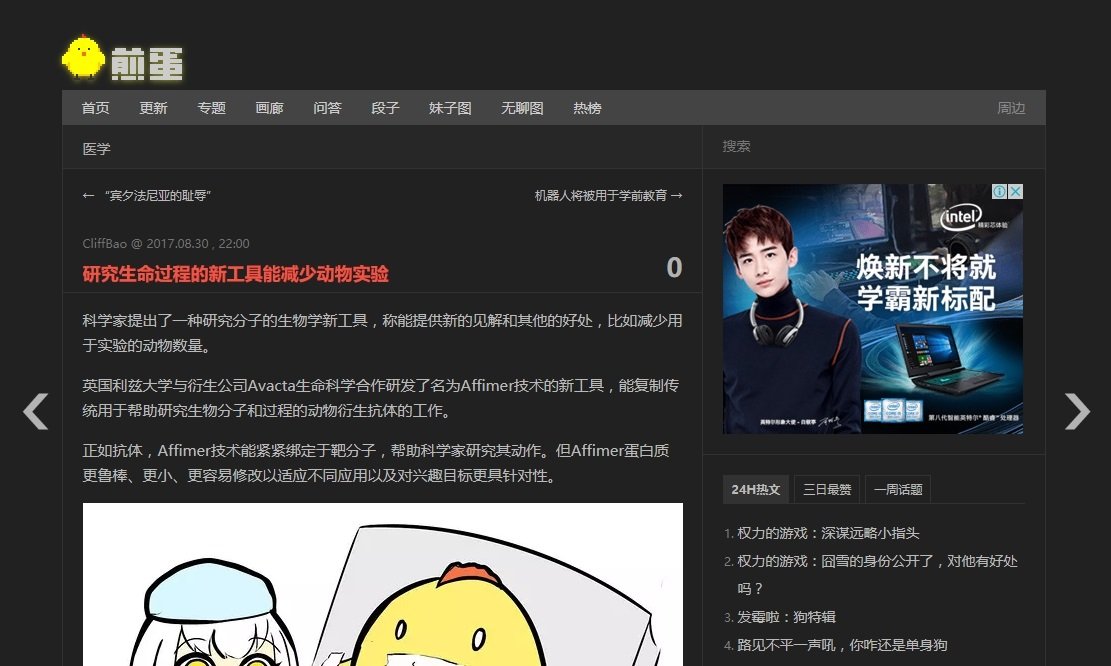 煎蛋
首页 更新 专题 画廊 问答 段子 妹子图 无聊图 热榜 周边
医学
搜索
← “宾夕法尼亚的耻辱” 机器人将被用于学前教育 →
CliffBao @ 2017.08.30 , 22:00
研究生命过程的新工具能减少动物实验
0
科学家提出了一种研究分子的生物学新工具，称能提供新的见解和其他的好处，比如减少用
于实验的动物数量。
英国利兹大学与衍生公司Avacta生命科学合作研发了名为Affimer技术的新工具，能复制传
统用于帮助研究生物分子和过程的动物衍生抗体的工作。
正如抗体，Affimer技术能紧紧绑定于靶分子，帮助科学家研究其动作。但Affimer蛋白质
更鲁棒、更小、更容易修改以适应不同应用以及对兴趣目标更具针对性。
intel
精彩芯体验
焕新不将就
学霸新标配
英特尔形象大使·白敬亭
第八代智能英特尔® 酷睿™ 处理器
24H热文 三日最赞 一周话题
1. 权力的游戏：深谋远略小指头
2. 权力的游戏：囧雪的身份公开了，对他有好处
吗？
3. 发霉啦：狗特辑
4. 路见不平一声吼，你咋还是单身狗